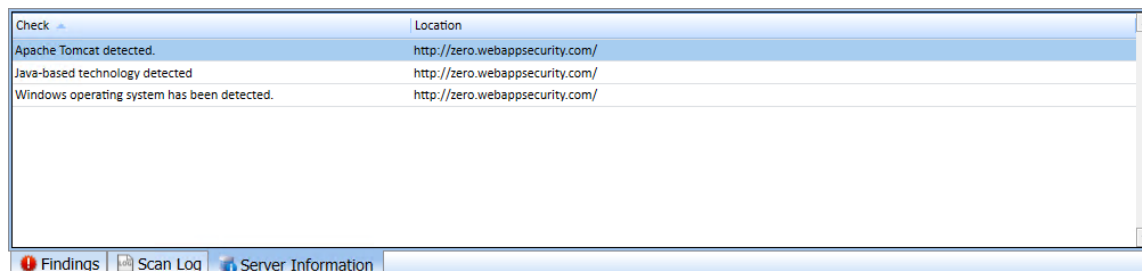 Check Location
Apache Tomcat detected. http://zero.webappsecurity.com/
Java-based technology detected http://zero.webappsecurity.com/
Windows operating system has been detected. http://zero.webappsecurity.com/
Findings Scan Log Server Information